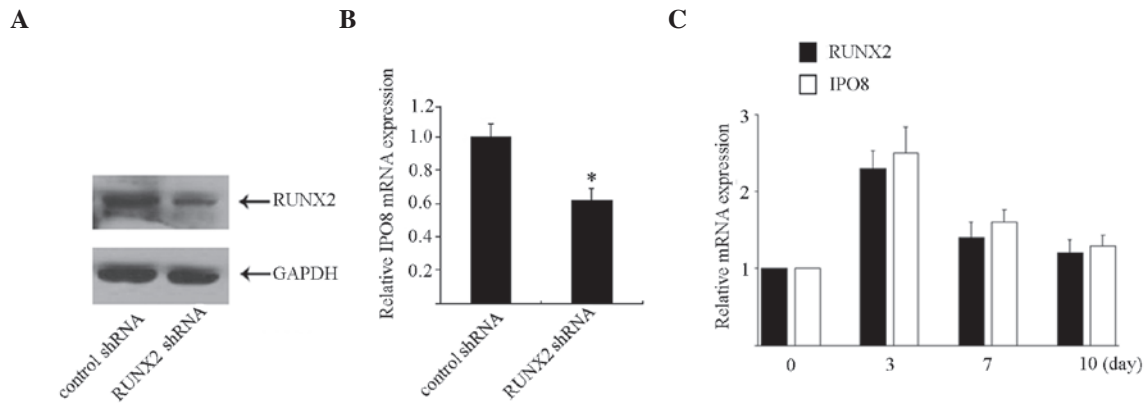 A
RUNX2
GAPDH
control shRNA
RUNX2 shRNA
B
Relative IPO8 mRNA expression
1.2
1.0
0.8
0.6
0.4
0.2
*
control shRNA
RUNX2 shRNA
C
RUNX2
IPO8
Relative mRNA expression
3
2
1
0 3 7 10 (day)